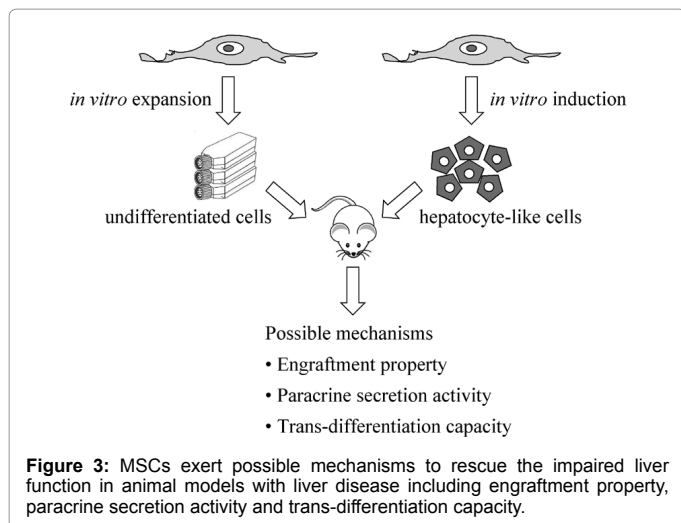 in vitro expansion
in vitro induction
undifferentiated cells
hepatocyte-like cells
Possible mechanisms
• Engraftment property
• Paracrine secretion activity
• Trans-differentiation capacity
Figure 3: MSCs exert possible mechanisms to rescue the impaired liver
function in animal models with liver disease including engraftment property,
paracrine secretion activity and trans-differentiation capacity.